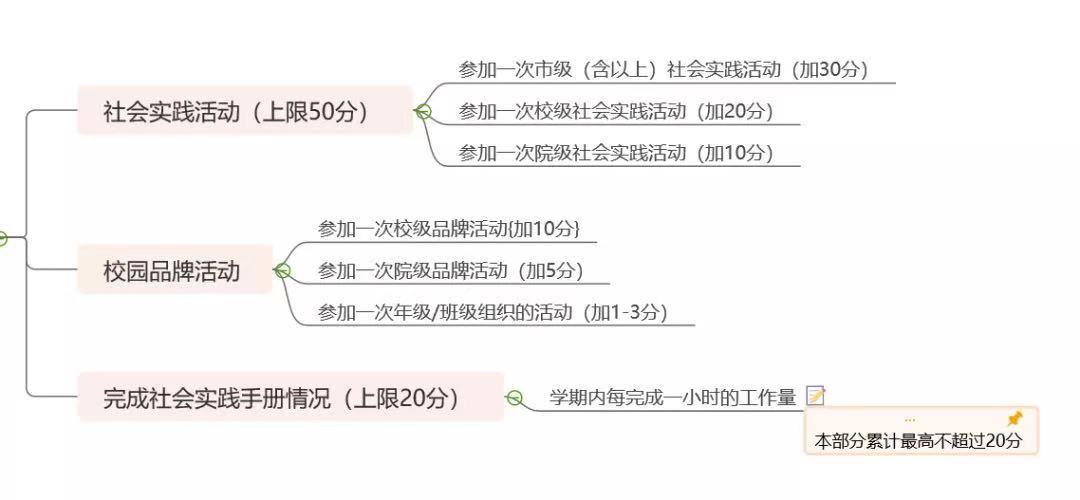 社会实践活动（上限50分）
参加一次市级（含以上）社会实践活动（加30分）
参加一次校级社会实践活动（加20分）
参加一次院级社会实践活动（加10分）
校园品牌活动
参加一次校级品牌活动{加10分}
参加一次院级品牌活动（加5分）
参加一次年级/班级组织的活动（加1-3分）
完成社会实践手册情况（上限20分）
学期内每完成一小时的工作量
...
本部分累计最高不超过20分